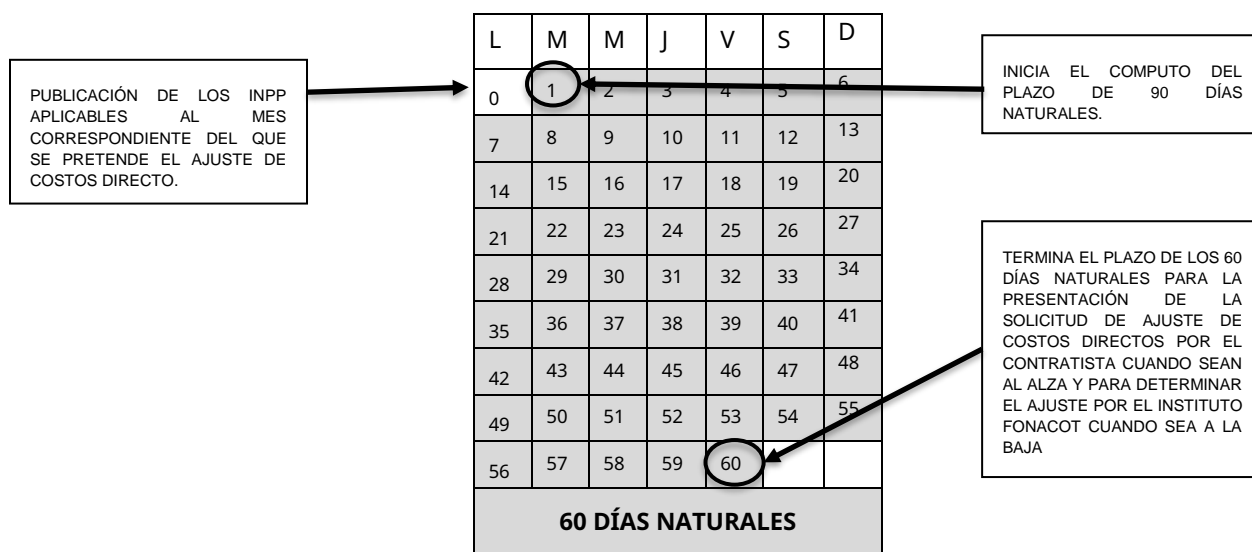 PUBLICACIÓN DE LOS INPP
APLICABLES AL MES
CORRESPONDIENTE DEL QUE
SE PRETENDE EL AJUSTE DE
COSTOS DIRECTO.
L M M J V S D
0 1 2 3 4 5 6
7 8 9 10 11 12 13
14 15 16 17 18 19 20
21 22 23 24 25 26 27
28 29 30 31 32 33 34
35 36 37 38 39 40 41
42 43 44 45 46 47 48
49 50 51 52 53 54 55
56 57 58 59 60
60 DÍAS NATURALES
INICIA EL COMPUTO DEL
PLAZO DE 90 DÍAS
NATURALES.
TERMINA EL PLAZO DE LOS 60
DÍAS NATURALES PARA LA
PRESENTACIÓN DE LA
SOLICITUD DE AJUSTE DE
COSTOS DIRECTOS POR EL
CONTRATISTA CUANDO SEAN
AL ALZA Y PARA DETERMINAR
EL AJUSTE POR EL INSTITUTO
FONACOT CUANDO SEA A LA
BAJA